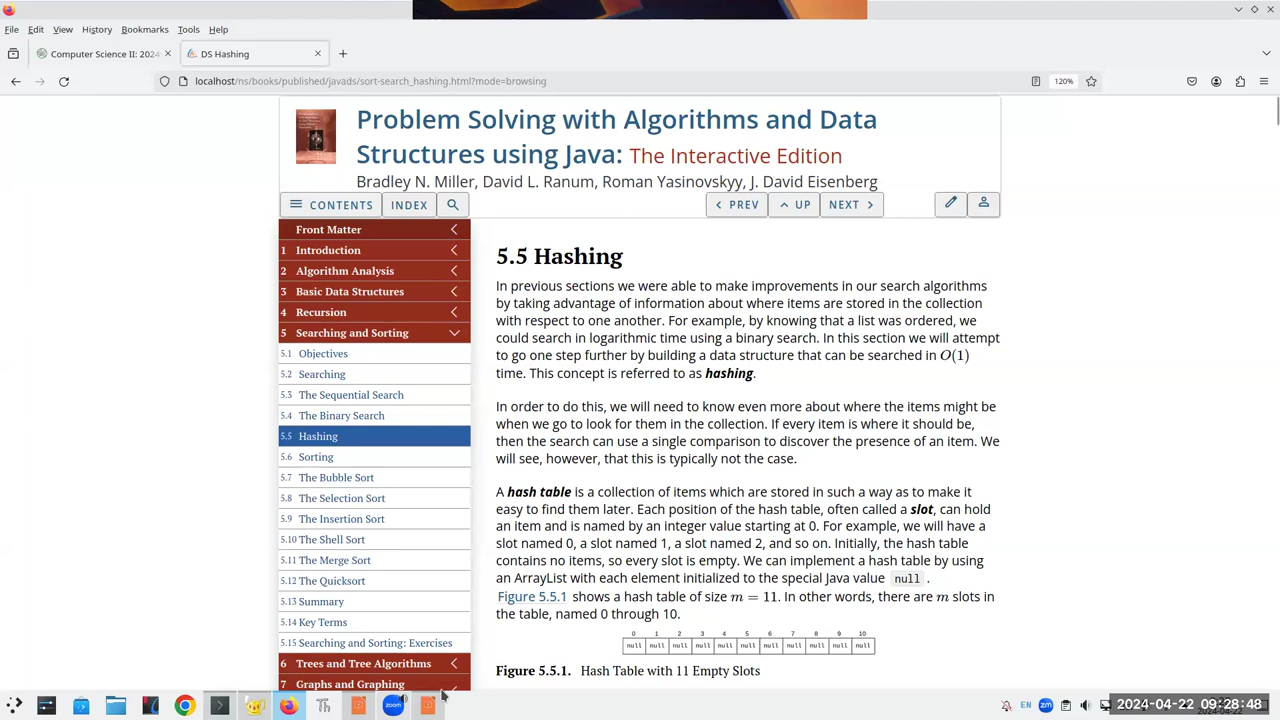 File Edit View History Bookmarks Tools Help
Computer Science II: 2024
DS Hashing
localhost/ns/books/published/javads/sort-search_hashing.html?mode=browsing
120%
Problem Solving with Algorithms and Data
Structures using Java: The Interactive Edition
Bradley N. Miller, David L. Ranum, Roman Yasinovskyy, J. David Eisenberg
CONTENTS INDEX PREV UP NEXT
Front Matter
1 Introduction
2 Algorithm Analysis
3 Basic Data Structures
4 Recursion
5 Searching and Sorting
5.1 Objectives
5.2 Searching
5.3 The Sequential Search
5.4 The Binary Search
5.5 Hashing
5.6 Sorting
5.7 The Bubble Sort
5.8 The Selection Sort
5.9 The Insertion Sort
5.10 The Shell Sort
5.11 The Merge Sort
5.12 The Quicksort
5.13 Summary
5.14 Key Terms
5.15 Searching and Sorting: Exercises
6 Trees and Tree Algorithms
7 Graphs and Graphing
5.5 Hashing
In previous sections we were able to make improvements in our search algorithms
by taking advantage of information about where items are stored in the collection
with respect to one another. For example, by knowing that a list was ordered, we
could search in logarithmic time using a binary search. In this section we will attempt
to go one step further by building a data structure that can be searched in O(1)
time. This concept is referred to as hashing.
In order to do this, we will need to know even more about where the items might be
when we go to look for them in the collection. If every item is where it should be,
then the search can use a single comparison to discover the presence of an item. We
will see, however, that this is typically not the case.
A hash table is a collection of items which are stored in such a way as to make it
easy to find them later. Each position of the hash table, often called a slot, can hold
an item and is named by an integer value starting at 0. For example, we will have a
slot named 0, a slot named 1, a slot named 2, and so on. Initially, the hash table
contains no items, so every slot is empty. We can implement a hash table by using
an ArrayList with each element initialized to the special Java value null .
Figure 5.5.1 shows a hash table of size m = 11. In other words, there are m slots in
the table, named 0 through 10.
0 1 2 3 4 5 6 7 8 9 10
null null null null null null null null null null null
Figure 5.5.1. Hash Table with 11 Empty Slots
zoom
EN
zm
2024-04-22 09:28:48